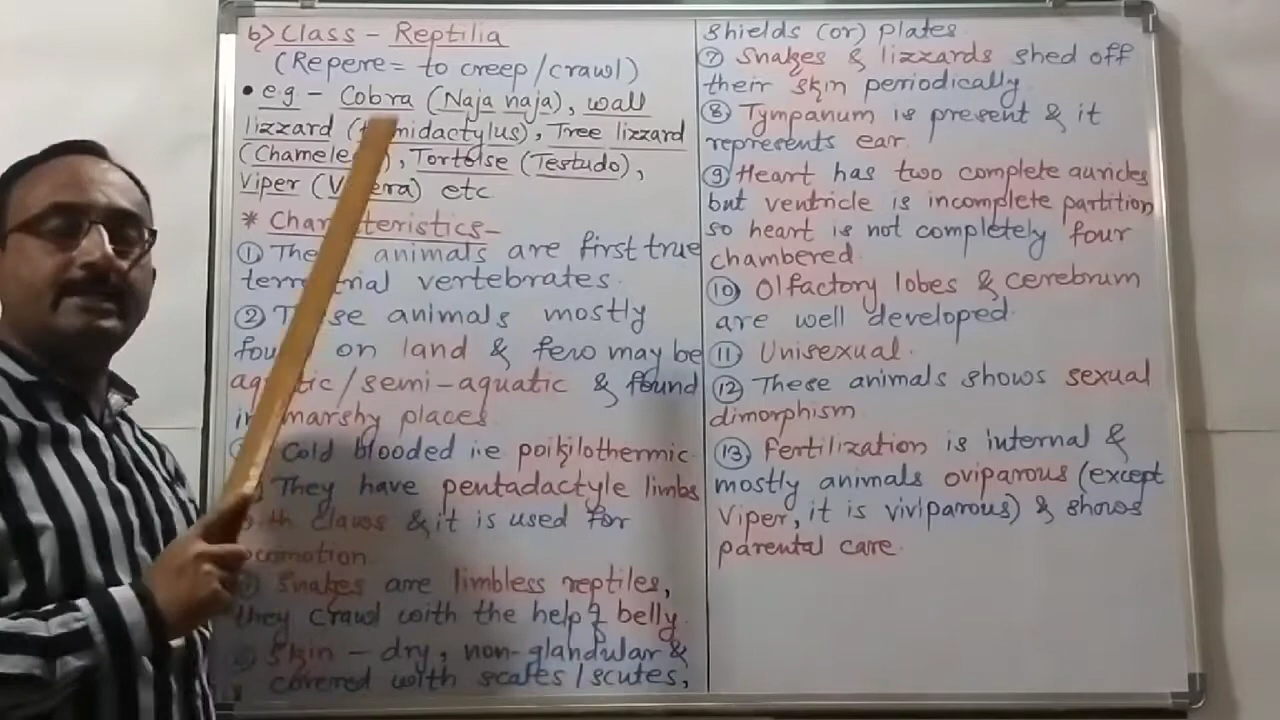 b) Class - Reptilia
(Repere = to creep/crawl)
• e.g - Cobra (Naja naja), wall
lizzard (midactylus), Tree lizzard
(Chamele), Tortoise (Testudo),
Viper (V era) etc
* Cha teristics-
① The animals are first true
terr trial vertebrates.
② T se animals mostly
fou on land & few may be
aq tic/semi-aquatic & found
in marshy places
Cold blooded i.e poikilothermic
They have pentadactyle limbs
th claws & it is used for
ocomotion
Snakes are limbless reptiles,
they crawl with the help of belly.
Skin - dry, non-glandular &
covered with scales/scutes,
shields (or) plates
⑦ Snakes & lizzards shed off
their skin periodically
⑧ Tympanum is present & it
represents ear.
⑨ Heart has two complete auricles
but ventricle is incomplete partition
so heart is not completely four
chambered.
⑩ Olfactory lobes & cerebrum
are well developed.
⑪ Unisexual.
⑫ These animals shows sexual
dimorphism
⑬ Fertilization is internal &
mostly animals oviparous (except
Viper, it is viviparous) & shows
parental care.